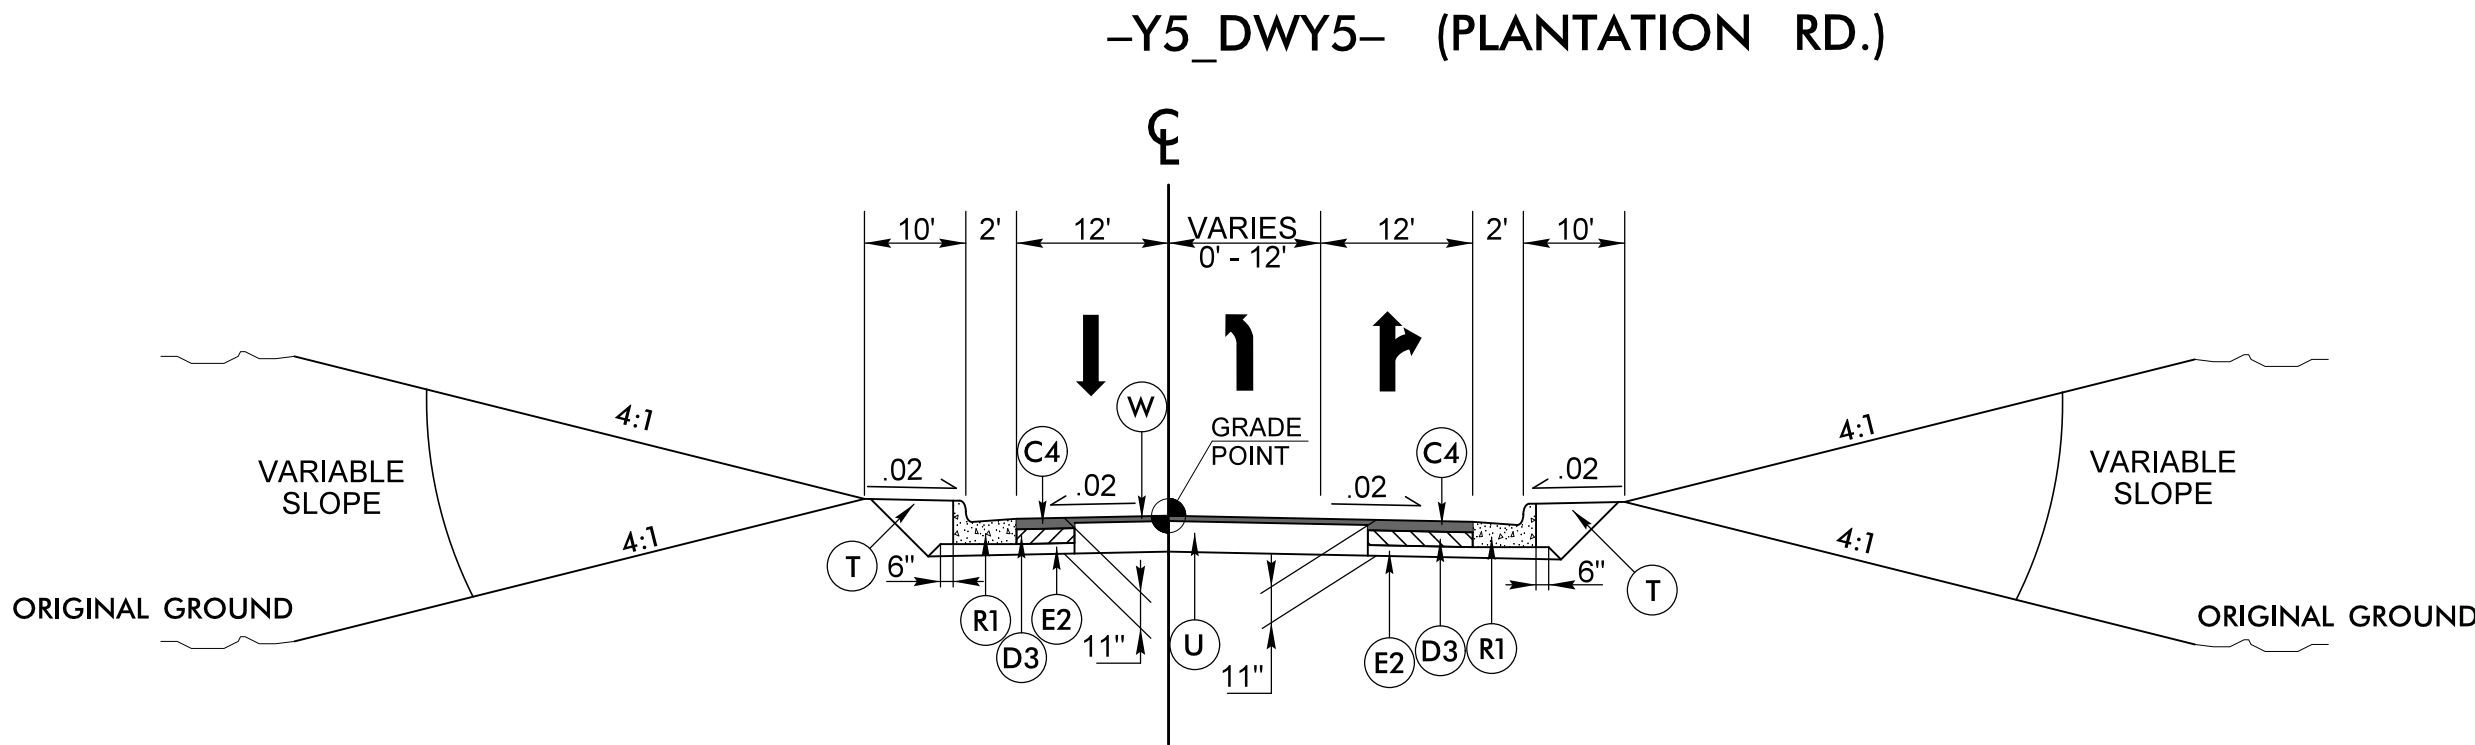 –Y5_DWY5– (PLANTATION RD.)
℄
10' 2' 12' VARIES 12' 2' 10'
0' - 12'
4:1 W GRADE 4:1
POINT
C4 C4
VARIABLE VARIABLE
SLOPE SLOPE
.02 .02 .02 .02
4:1 4:1
T 6" 6" T
ORIGINAL GROUND ORIGINAL GROUND
R1 E2 D3 11" U 11" E2 D3 R1